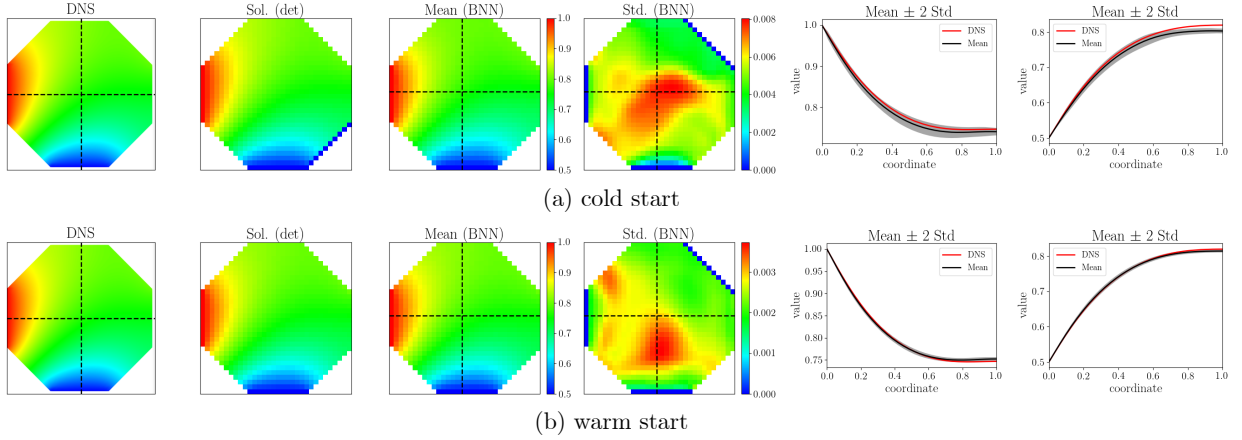 DNS
Sol. (det)
Mean (BNN)
Std. (BNN)
Mean ± 2 Std
Mean ± 2 Std
1.0
0.9
0.8
0.7
0.6
0.5
0.008
0.006
0.004
0.002
0.000
1.0
0.9
0.8
value
DNS
Mean
0.0 0.2 0.4 0.6 0.8 1.0
coordinate
0.8
0.7
0.6
0.5
value
DNS
Mean
0.0 0.2 0.4 0.6 0.8 1.0
coordinate
(a) cold start
DNS
Sol. (det)
Mean (BNN)
Std. (BNN)
Mean ± 2 Std
Mean ± 2 Std
1.0
0.9
0.8
0.7
0.6
0.5
0.003
0.002
0.001
0.000
1.00
0.95
0.90
0.85
0.80
0.75
value
DNS
Mean
0.0 0.2 0.4 0.6 0.8 1.0
coordinate
0.8
0.7
0.6
0.5
value
DNS
Mean
0.0 0.2 0.4 0.6 0.8 1.0
coordinate
(b) warm start